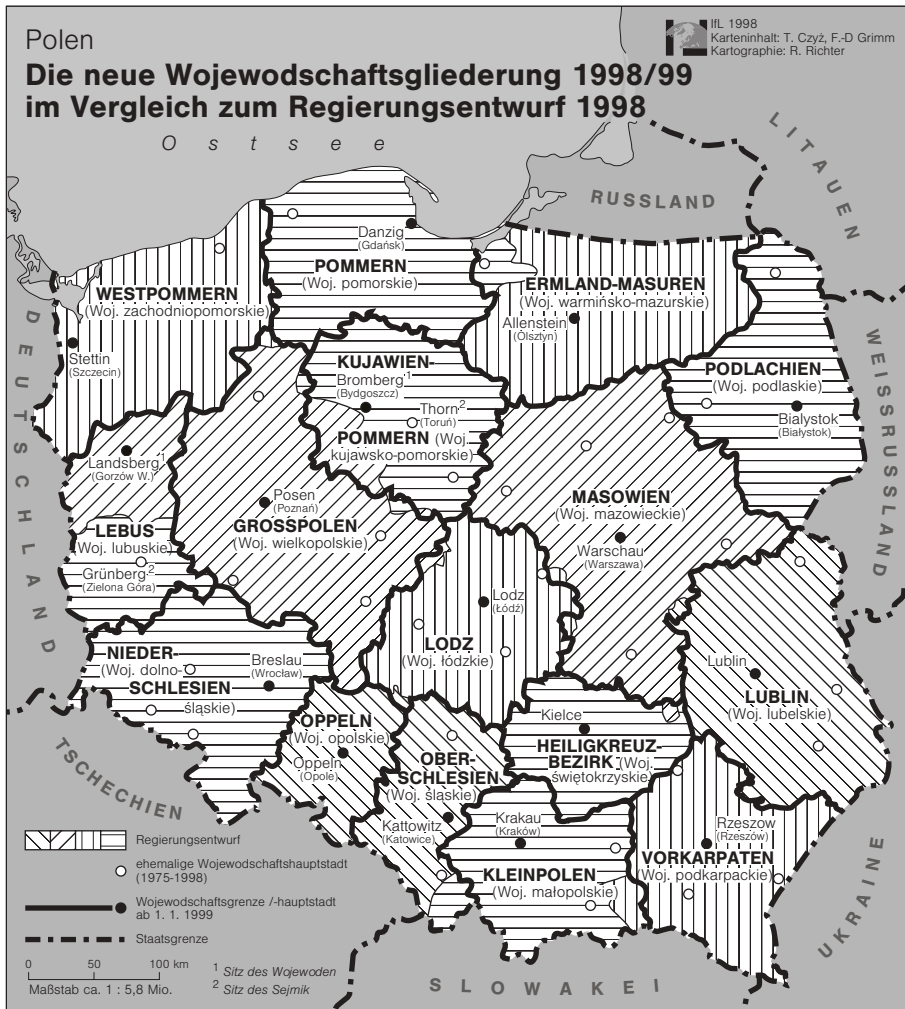 Polen
Die neue Wojewodschaftsgliederung 1998/99
im Vergleich zum Regierungsentwurf 1998
IfL 1998
Karteninhalt: T. Czyż, F.-D Grimm
Kartographie: R. Richter
Ostsee
LITAUEN
RUSSLAND
DEUTSCHLAND
WEISSRUSSLAND
Danzig
(Gdańsk)
POMMERN
(Woj. pomorskie)
WESTPOMMERN
(Woj. zachodniopomorskie)
Stettin
(Szczecin)
ERMLAND-MASUREN
(Woj. warmińsko-mazurskie)
Allenstein
(Olsztyn)
KUJAWIEN-
Bromberg¹
(Bydgoszcz)
Thorn²
(Toruń)
POMMERN (Woj.
kujawsko-pomorskie)
PODLACHIEN
(Woj. podlaskie)
Bialystok
(Białystok)
Landsberg¹
(Gorzów W.)
LEBUS
(Woj. lubuskie)
Grünberg²
(Zielona Góra)
Posen
(Poznań)
GROSSPOLEN
(Woj. wielkopolskie)
MASOWIEN
(Woj. mazowieckie)
Warschau
(Warszawa)
Lodz
(Łódź)
LODZ
(Woj. łódzkie)
NIEDER-
(Woj. dolno-
SCHLESIEN
śląskie)
Breslau
(Wrocław)
Lublin
LUBLIN
(Woj. lubelskie)
OPPELN
(Woj. opolskie)
Oppeln
(Opole)
Kielce
HEILIGKREUZ-
BEZIRK (Woj.
świętokrzyskie)
OBER-
SCHLESIEN
(Woj. śląskie)
Kattowitz
(Katowice)
Krakau
(Kraków)
KLEINPOLEN
(Woj. małopolskie)
Rzeszow
(Rzeszów)
VORKARPATEN
(Woj. podkarpackie)
TSCHECHIEN
UKRAINE
SLOWAKEI
Regierungsentwurf
ehemalige Wojewodschaftshauptstadt
(1975-1998)
Wojewodschaftsgrenze /-hauptstadt
ab 1. 1. 1999
Staatsgrenze
0 50 100 km
Maßstab ca. 1 : 5,8 Mio.
¹ Sitz des Wojewoden
² Sitz des Sejmik